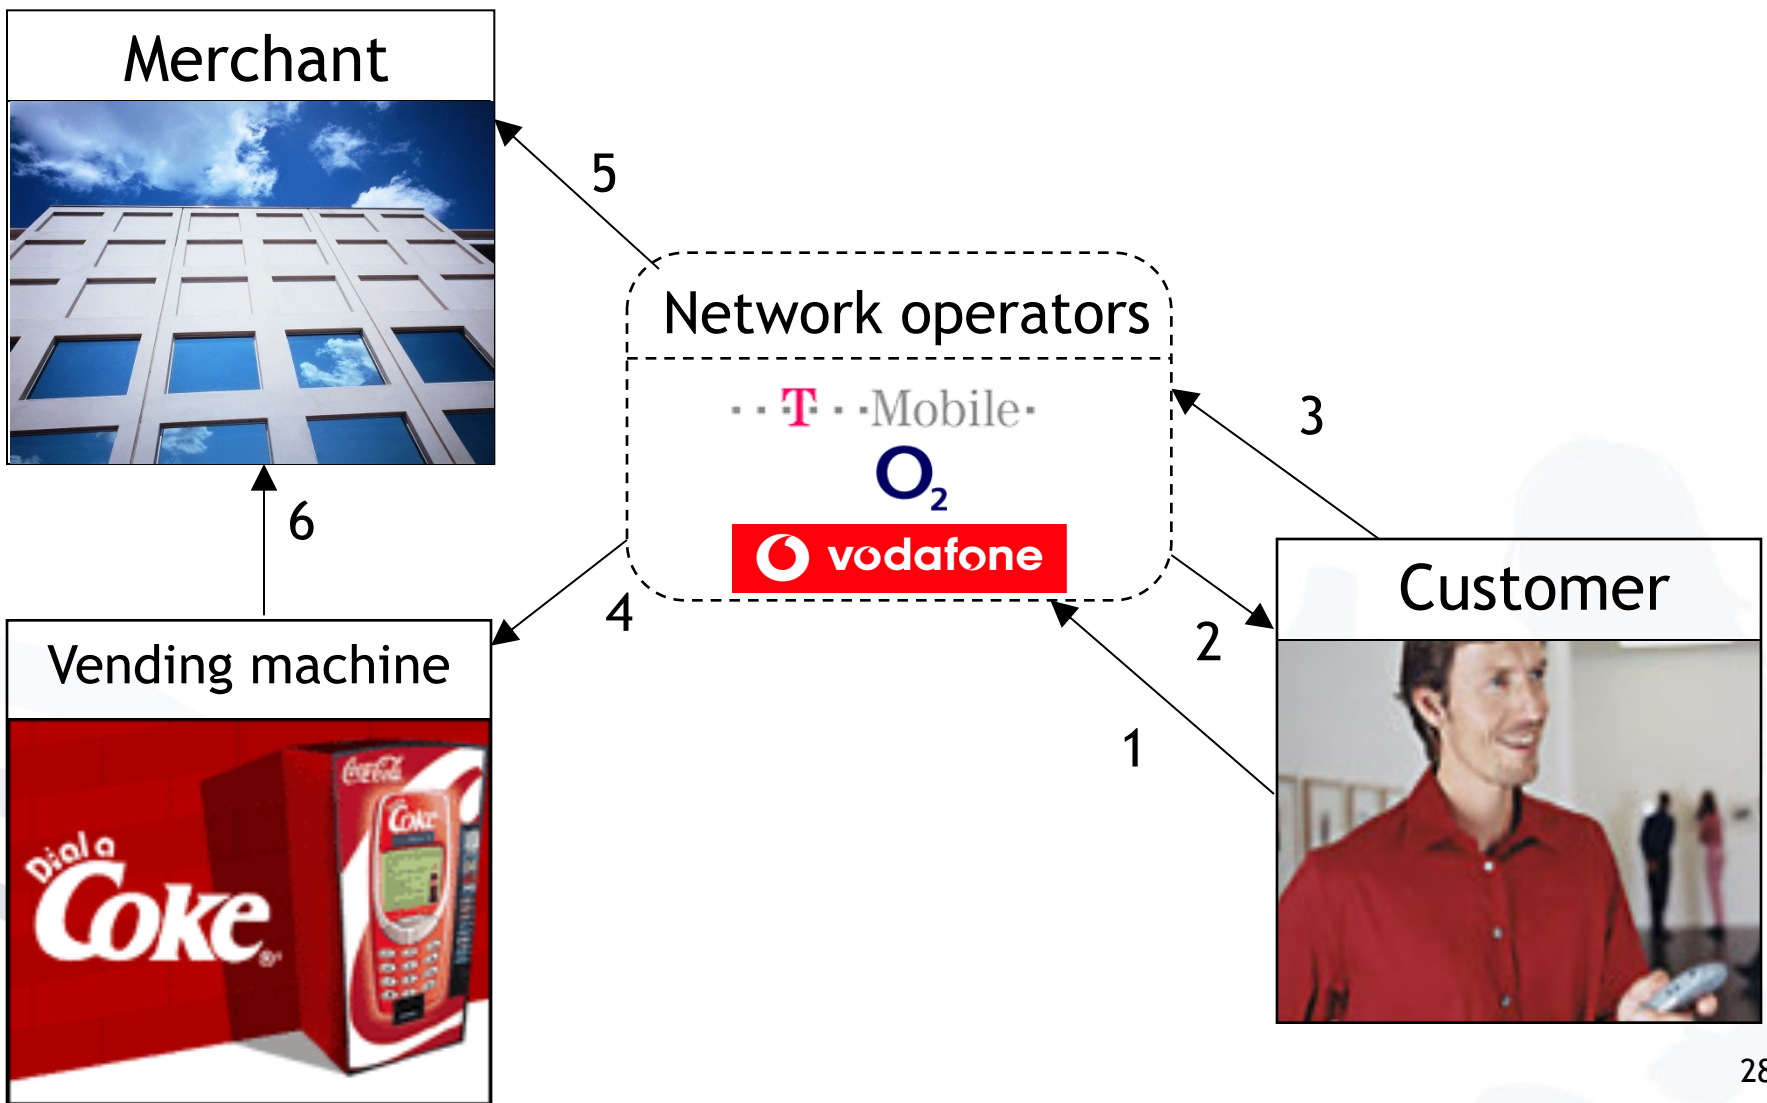 Merchant
5
Network operators
T Mobile
O2
vodafone
3
6
4
2
1
Customer
Vending machine
Dial a
Coke
Coca-Cola
Coke
28